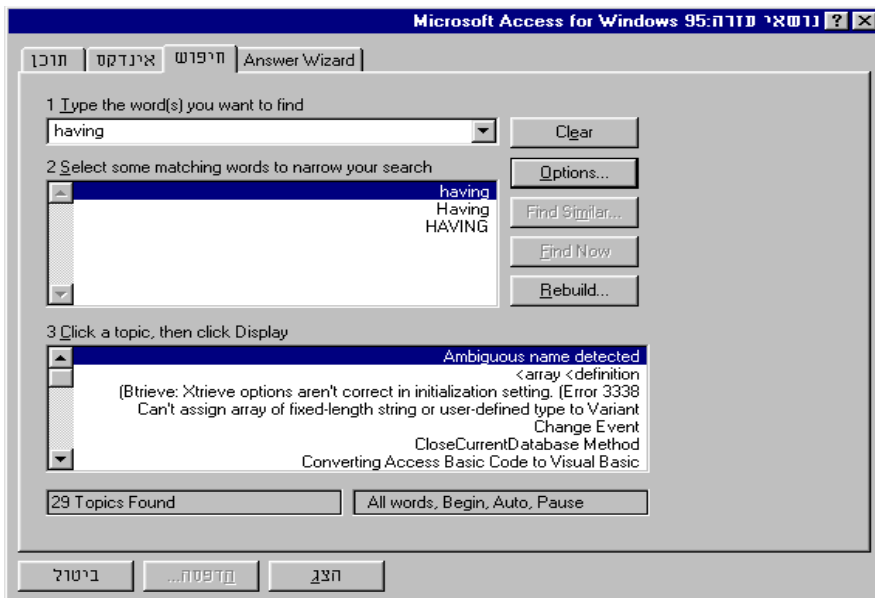 נושאי עזרה:Microsoft Access for Windows 95
תוכן אינדקס חיפוש Answer Wizard
1 Type the word(s) you want to find
having Clear
2 Select some matching words to narrow your search Options...
having
Having Find Similar...
HAVING
Find Now
Rebuild...
3 Click a topic, then click Display
Ambiguous name detected
<array <definition
(Btrieve: Xtrieve options aren't correct in initialization setting. (Error 3338
Can't assign array of fixed-length string or user-defined type to Variant
Change Event
CloseCurrentDatabase Method
Converting Access Basic Code to Visual Basic
29 Topics Found All words, Begin, Auto, Pause
ביטול הדפסה... הצג